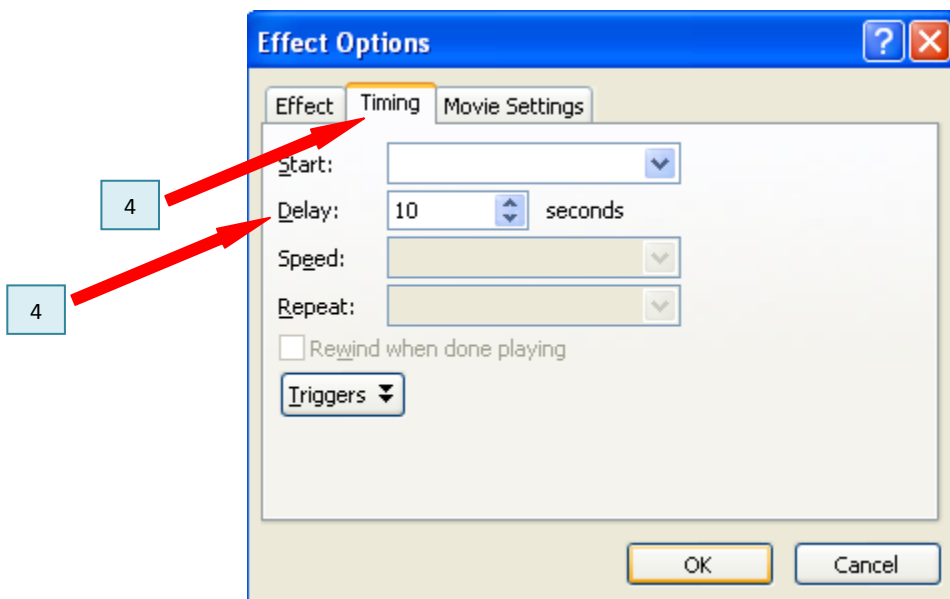 Effect Options
Effect Timing Movie Settings
Start:
4
Delay: 10 seconds
Speed:
4
Repeat:
Rewind when done playing
Triggers
OK Cancel